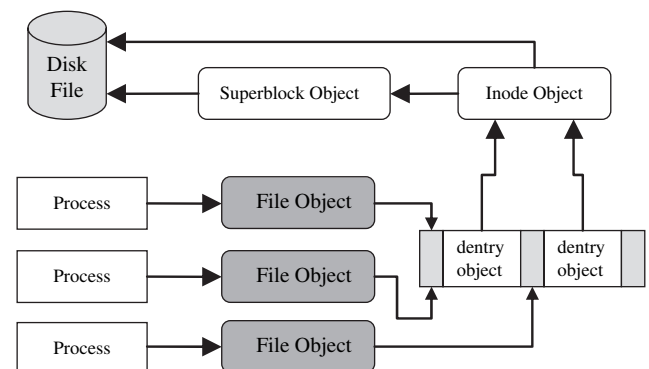 Disk
File
Superblock Object
Inode Object
Process
File Object
dentry
object
dentry
object
Process
File Object
Process
File Object